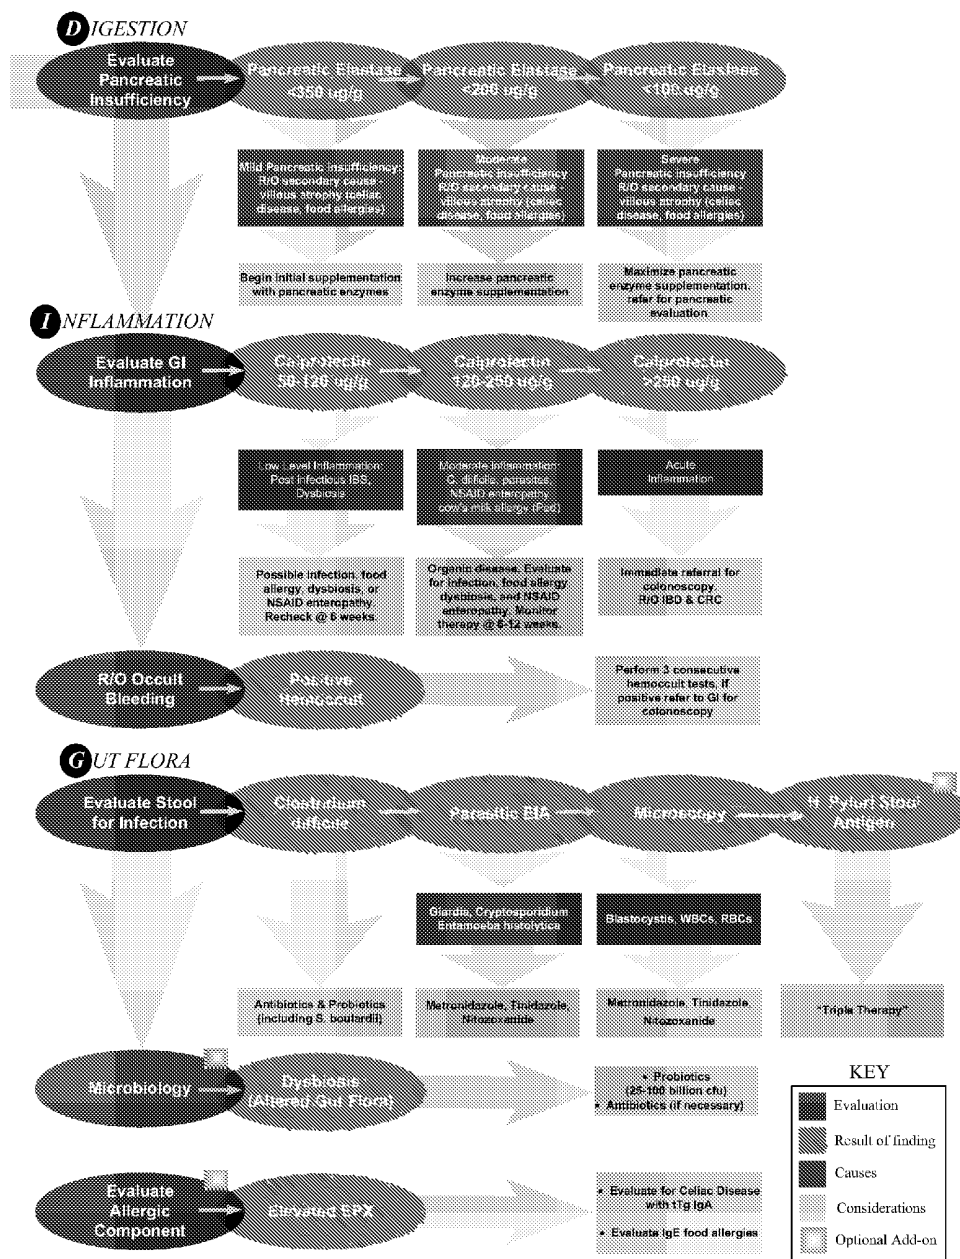 DIGESTION
Evaluate
Pancreatic
Insufficiency
Pancreatic Elastase
<350 ug/g
Pancreatic Elastase
<200 ug/g
Pancreatic Elastase
<100 ug/g
Mild Pancreatic insufficiency:
R/O secondary cause -
villous atrophy (celiac
disease, food allergies)
Moderate
Pancreatic insufficiency
R/O secondary cause -
villous atrophy (celiac
disease, food allergies)
Severe
Pancreatic insufficiency
R/O secondary cause -
villous atrophy (celiac
disease, food allergies)
Begin initial supplementation
with pancreatic enzymes
Increase pancreatic
enzyme supplementation
Maximize pancreatic
enzyme supplementation,
refer for pancreatic
evaluation
INFLAMMATION
Evaluate GI
Inflammation
Calprotectin
50-120 ug/g
Calprotectin
120-250 ug/g
Calprotectin
>250 ug/g
Low Level Inflammation:
Post infectious IBS,
Dysbiosis
Moderate inflammation:
C. difficile, parasites,
NSAID enteropathy
cow's milk allergy (Ped)
Acute
Inflammation
Possible infection, food
allergy, dysbiosis, or
NSAID enteropathy.
Recheck @ 6 weeks.
Organic disease. Evaluate
for infection, food allergy
dysbiosis, and NSAID
enteropathy. Monitor
therapy @ 6-12 weeks.
Immediate referral for
colonoscopy.
R/O IBD & CRC
R/O Occult
Bleeding
Positive
Hemoccult
Perform 3 consecutive
hemoccult tests, If
positive refer to GI for
colonoscopy
GUT FLORA
Evaluate Stool
for Infection
Clostridium
difficile
Parasitic EIA
Microscopy
H. Pylori Stool
Antigen
Giardia, Cryptosporidium
Entamoeba histolytica
Blastocystis, WBCs, RBCs
Antibiotics & Probiotics
(including S. boulardii)
Metronidazole, Tinidazole,
Nitozoxanide
Metronidazole, Tinidazole,
Nitozoxanide
"Triple Therapy"
Microbiology
Dysbiosis
(Altered Gut Flora)
• Probiotics
(25-100 billion cfu)
• Antibiotics (if necessary)
Evaluate
Allergic
Component
Elevated EPX
• Evaluate for Celiac Disease
with tTg IgA
• Evaluate IgE food allergies
KEY
Evaluation
Result of finding
Causes
Considerations
Optional Add-on